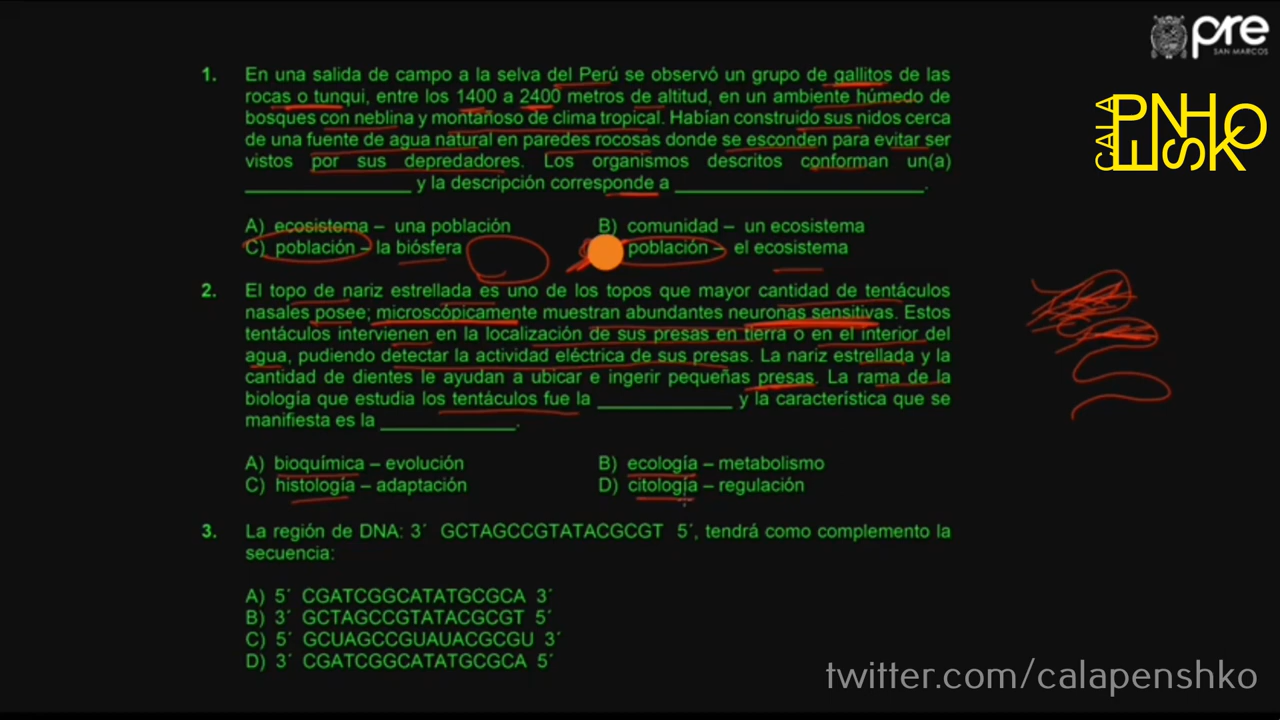 pre
SAN MARCOS
CALA
PENSHKO
1. En una salida de campo a la selva del Perú se observó un grupo de gallitos de las
rocas o tunqui, entre los 1400 a 2400 metros de altitud, en un ambiente húmedo de
bosques con neblina y montañoso de clima tropical. Habían construido sus nidos cerca
de una fuente de agua natural en paredes rocosas donde se esconden para evitar ser
vistos por sus depredadores. Los organismos descritos conforman un(a)
________________ y la descripción corresponde a ________________________.
A) ecosistema – una población B) comunidad – un ecosistema
C) población – la biósfera población – el ecosistema
2. El topo de nariz estrellada es uno de los topos que mayor cantidad de tentáculos
nasales posee; microscópicamente muestran abundantes neuronas sensitivas. Estos
tentáculos intervienen en la localización de sus presas en tierra o en el interior del
agua, pudiendo detectar la actividad eléctrica de sus presas. La nariz estrellada y la
cantidad de dientes le ayudan a ubicar e ingerir pequeñas presas. La rama de la
biología que estudia los tentáculos fue la _____________ y la característica que se
manifiesta es la _____________.
A) bioquímica – evolución B) ecología – metabolismo
C) histología – adaptación D) citología – regulación
3. La región de DNA: 3´ GCTAGCCGTATACGCGT 5´, tendrá como complemento la
secuencia:
A) 5´ CGATCGGCATATGCGCA 3´
B) 3´ GCTAGCCGTATACGCGT 5´
C) 5´ GCUAGCCGUAUACGCGU 3´
D) 3´ CGATCGGCATATGCGCA 5´
twitter.com/calapenshko